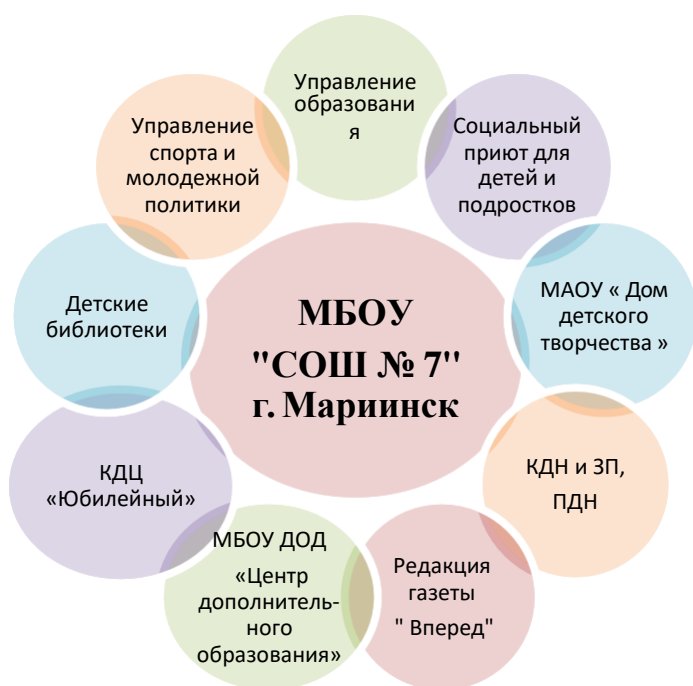 Управление
образовани
я
Социальный
приют для
детей и
подростков
МАОУ « Дом
детского
творчества »
КДН и ЗП,
ПДН
Редакция
газеты
" Вперед"
МБОУ ДОД
«Центр
дополнитель-
ного
образования»
КДЦ
«Юбилейный»
Детские
библиотеки
Управление
спорта и
молодежной
политики
МБОУ
"СОШ № 7"
г. Мариинск